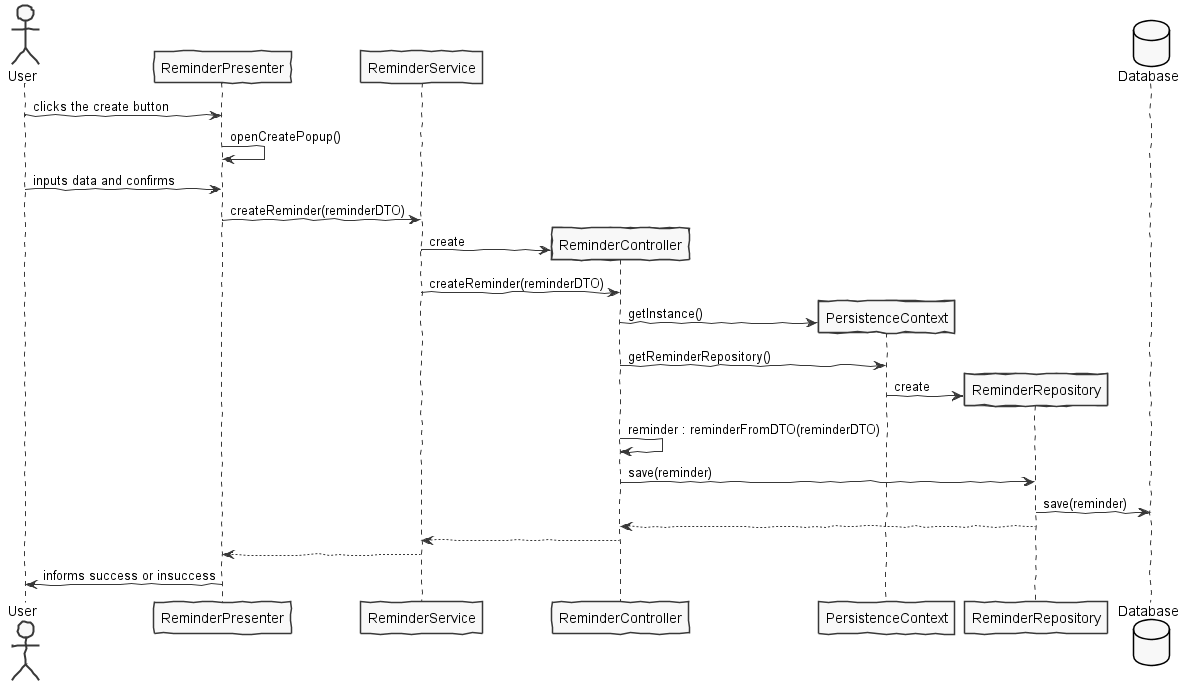 User
ReminderPresenter
ReminderService
Database
clicks the create button
openCreatePopup()
inputs data and confirms
createReminder(reminderDTO)
create
ReminderController
createReminder(reminderDTO)
getInstance()
PersistenceContext
getReminderRepository()
create
ReminderRepository
reminder : reminderFromDTO(reminderDTO)
save(reminder)
save(reminder)
informs success or insuccess
User
ReminderPresenter
ReminderService
ReminderController
PersistenceContext
ReminderRepository
Database